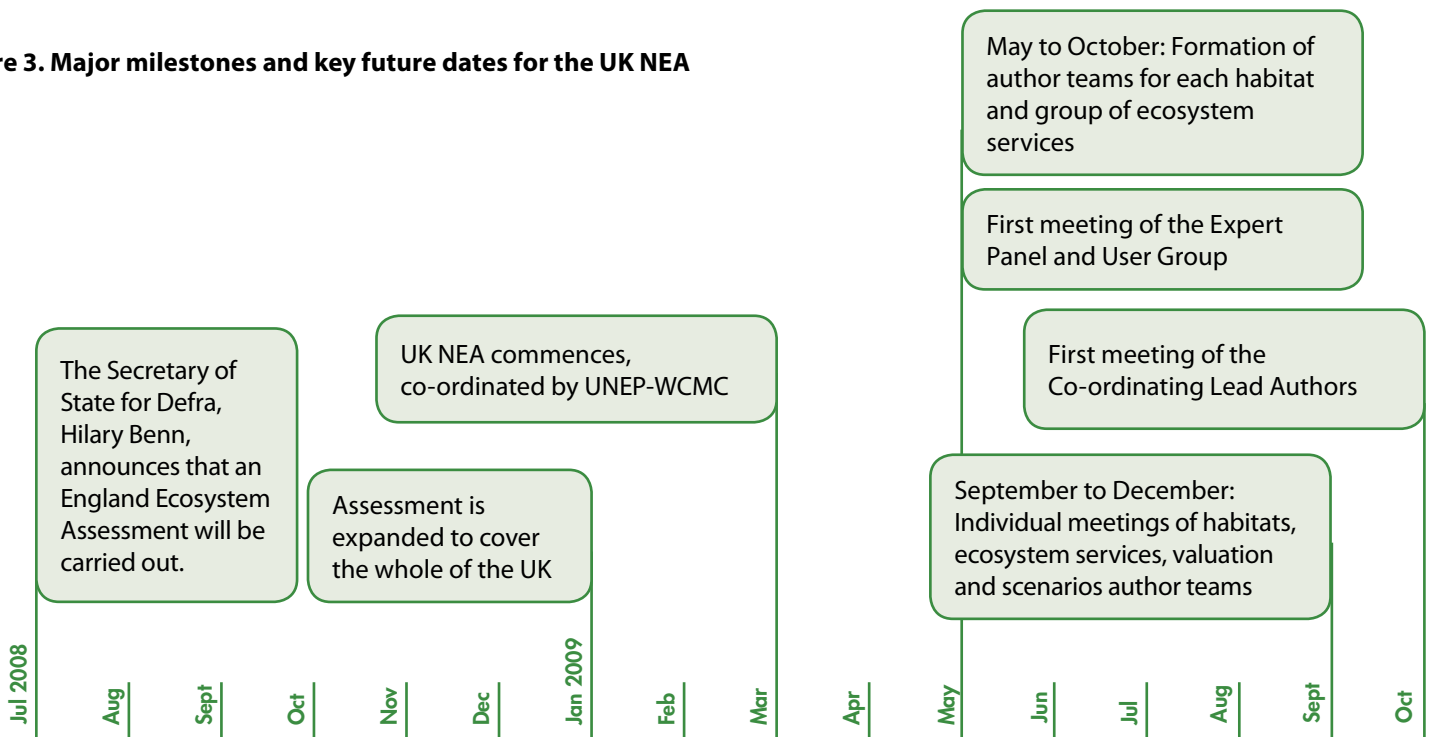 re 3. Major milestones and key future dates for the UK NEA
May to October: Formation of
author teams for each habitat
and group of ecosystem
services
First meeting of the Expert
Panel and User Group
The Secretary of
State for Defra,
Hilary Benn,
announces that an
England Ecosystem
Assessment will be
carried out.
UK NEA commences,
co-ordinated by UNEP-WCMC
Assessment is
expanded to cover
the whole of the UK
First meeting of the
Co-ordinating Lead Authors
September to December:
Individual meetings of habitats,
ecosystem services, valuation
and scenarios author teams
Jul 2008
Aug
Sept
Oct
Nov
Dec
Jan 2009
Feb
Mar
Apr
May
Jun
Jul
Aug
Sept
Oct